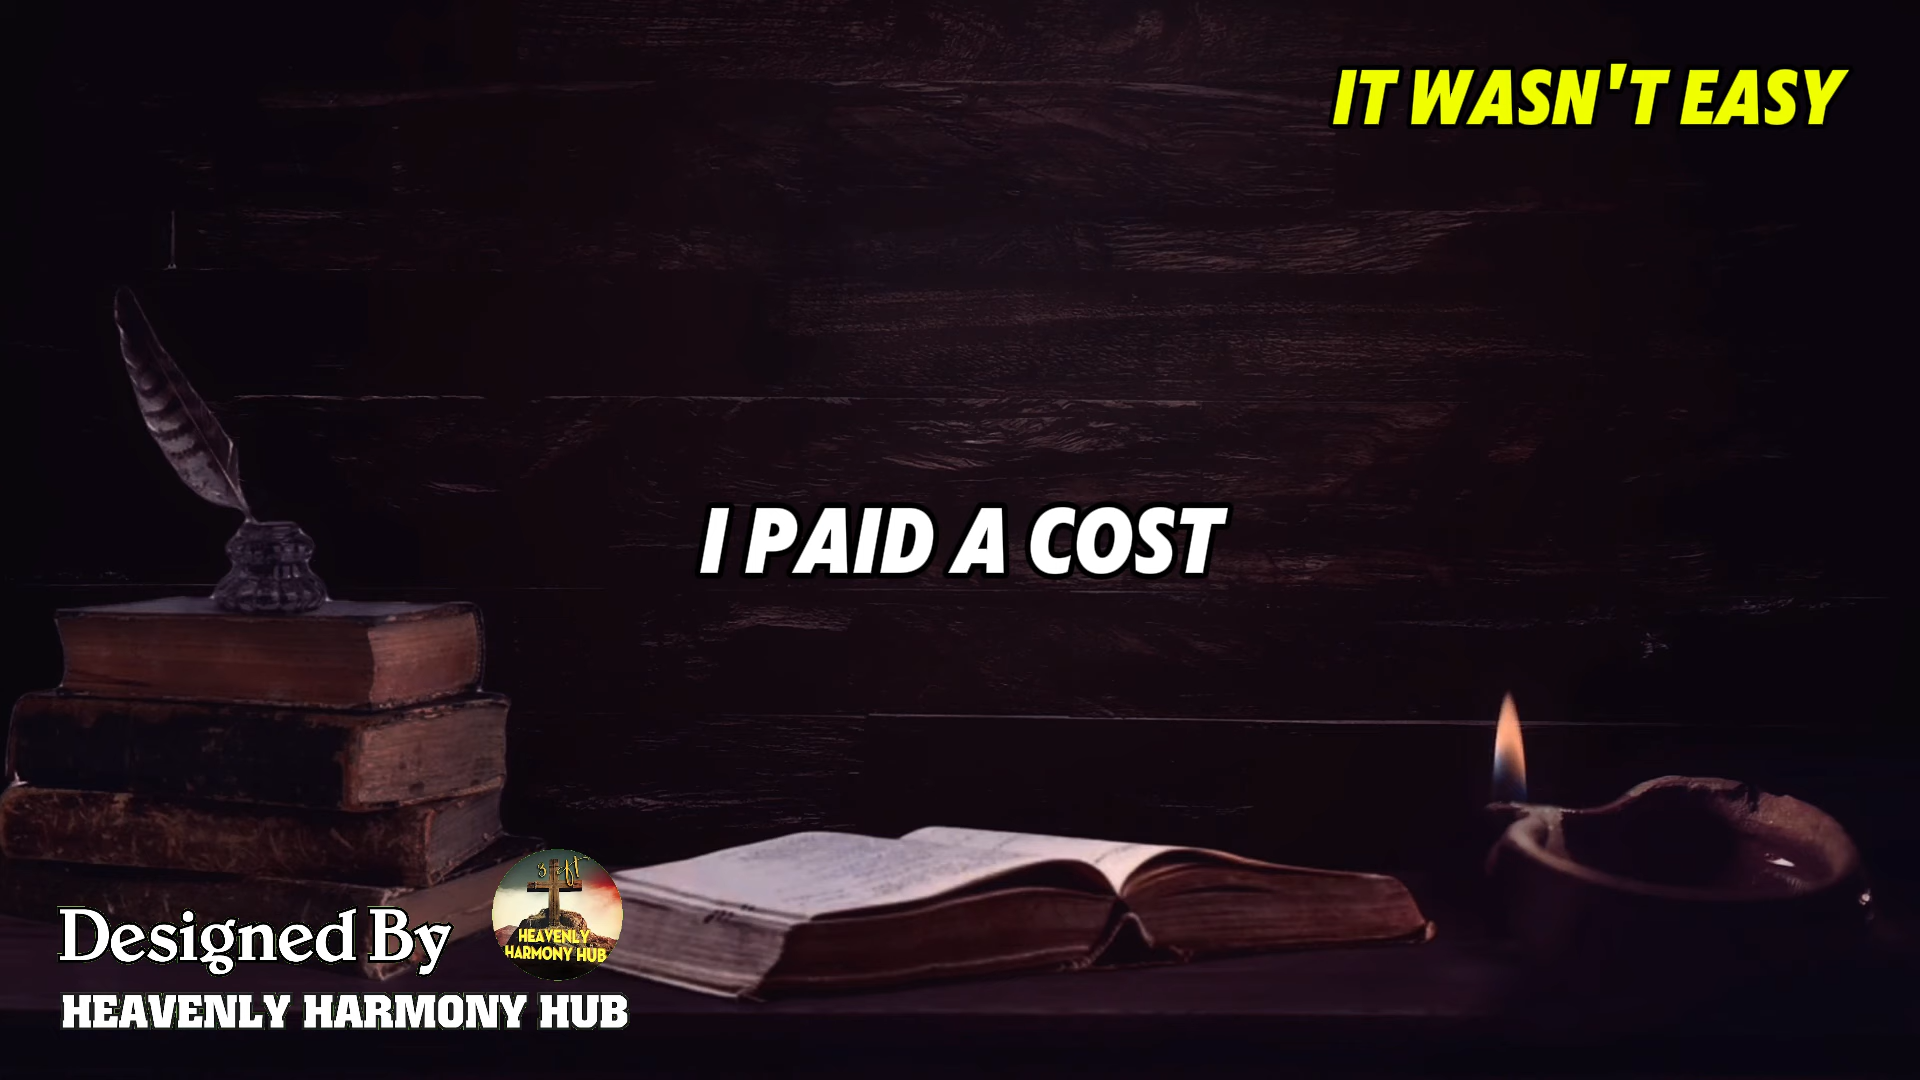 IT WASN'T EASY
I PAID A COST
Designed By
HEAVENLY
HARMONY HUB
HEAVENLY HARMONY HUB